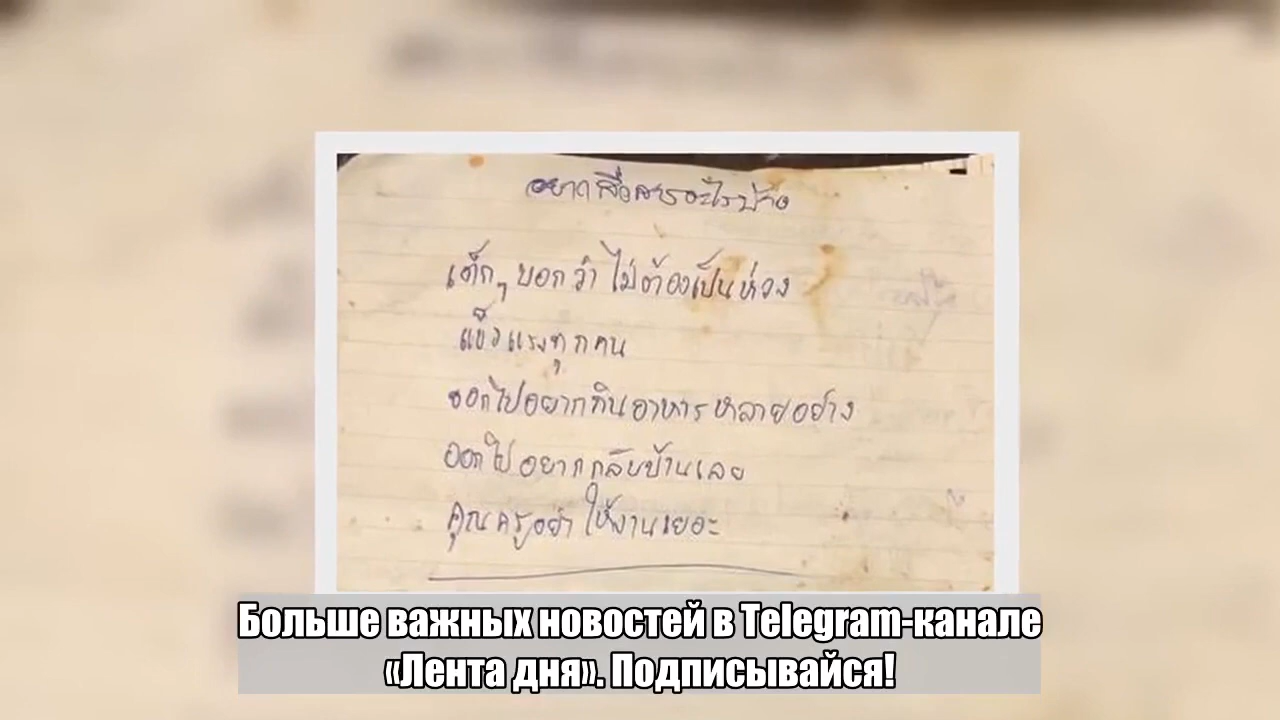 อยากสื่อสารอะไรบ้าง
เด็กๆ บอกว่า ไม่ต้องเป็นห่วง
แข็งแรงทุกคน
ออกไปอยากกินอาหารหลายอย่าง
ออกไปอยากกลับบ้านเลย
คุณครูอย่าให้งานเยอะ
Больше важных новостей в Telegram-канале
«Лента дня». Подписывайся!